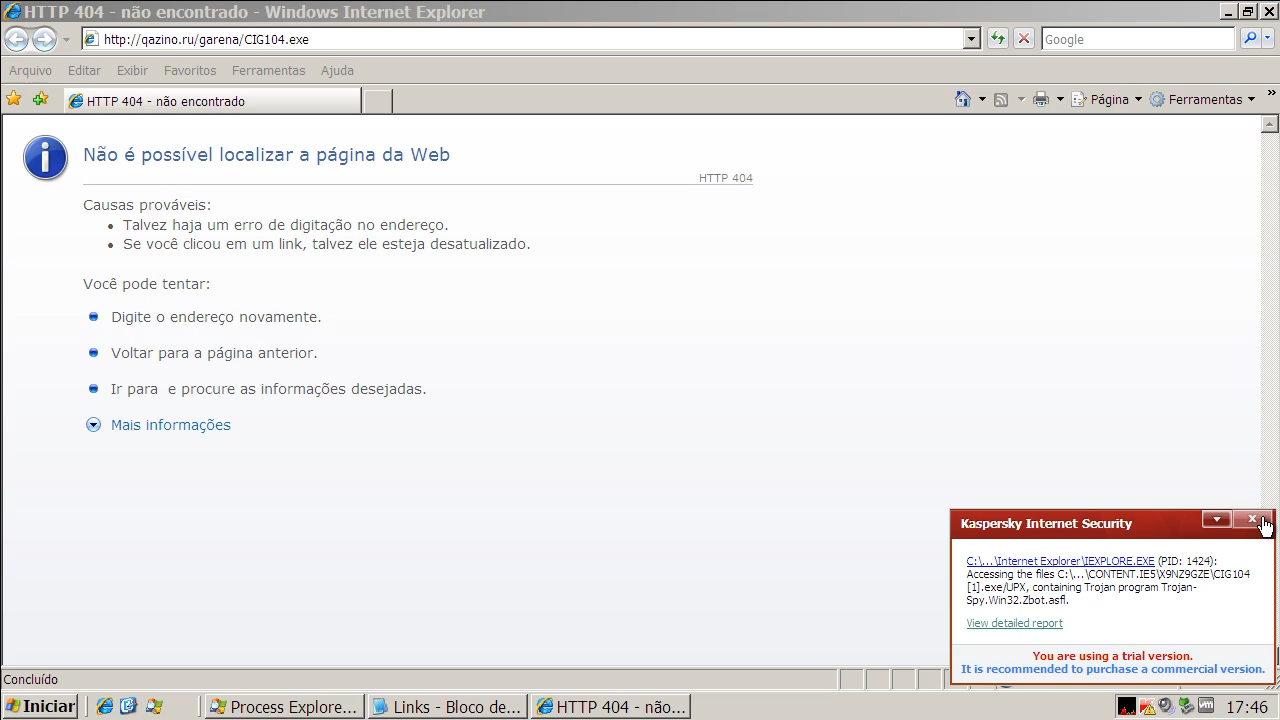 HTTP 404 - não encontrado - Windows Internet Explorer
http://qazino.ru/garena/CIG104.exe
Google
Arquivo Editar Exibir Favoritos Ferramentas Ajuda
HTTP 404 - não encontrado
Página Ferramentas
Não é possível localizar a página da Web
HTTP 404
Causas prováveis:
Talvez haja um erro de digitação no endereço.
Se você clicou em um link, talvez ele esteja desatualizado.
Você pode tentar:
Digite o endereço novamente.
Voltar para a página anterior.
Ir para e procure as informações desejadas.
Mais informações
Kaspersky Internet Security
C:\...\Internet Explorer\IEXPLORE.EXE (PID: 1424):
Accessing the files C:\...\CONTENT.IE5\X9NZ9GZE\CIG104
[1].exe/UPX, containing Trojan program Trojan-
Spy.Win32.Zbot.asfl.
View detailed report
You are using a trial version.
It is recommended to purchase a commercial version.
Concluído
Iniciar
Process Explore...
Links - Bloco de...
HTTP 404 - não...
17:46